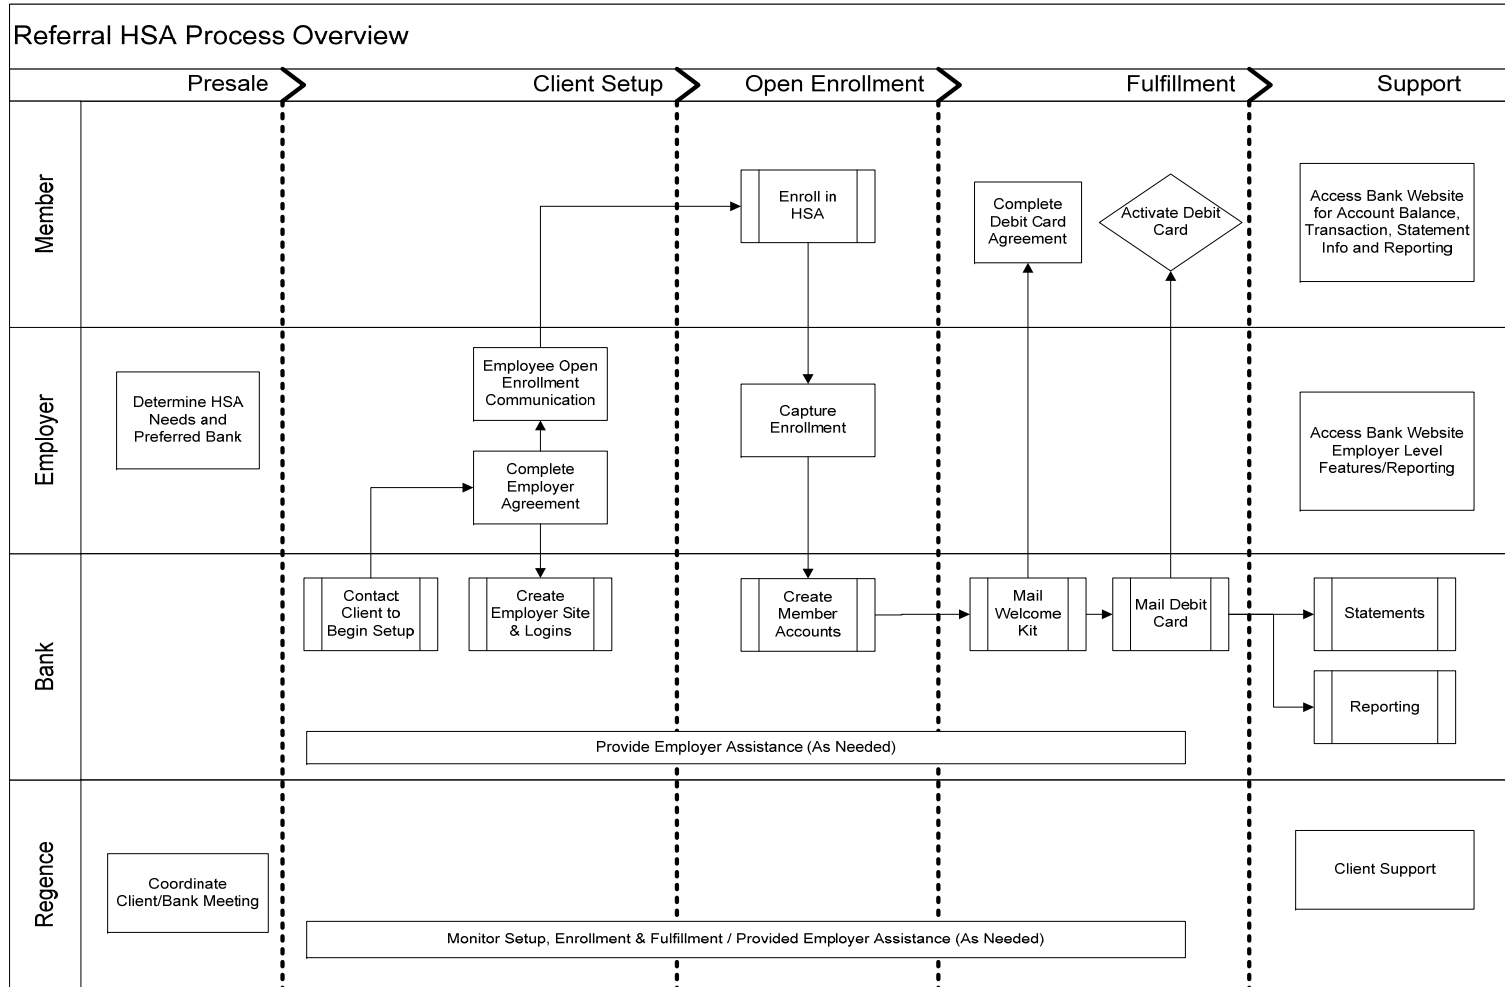 Referral HSA Process Overview
Presale
Client Setup
Open Enrollment
Fulfillment
Support
Member
Enroll in
HSA
Complete
Debit Card
Agreement
Activate Debit
Card
Access Bank Website
for Account Balance,
Transaction, Statement
Info and Reporting
Employer
Determine HSA
Needs and
Preferred Bank
Employee Open
Enrollment
Communication
Complete
Employer
Agreement
Capture
Enrollment
Access Bank Website
Employer Level
Features/Reporting
Bank
Contact
Client to
Begin Setup
Create
Employer Site
& Logins
Create
Member
Accounts
Mail
Welcome
Kit
Mail Debit
Card
Statements
Reporting
Provide Employer Assistance (As Needed)
Regence
Coordinate
Client/Bank Meeting
Client Support
Monitor Setup, Enrollment & Fulfillment / Provided Employer Assistance (As Needed)